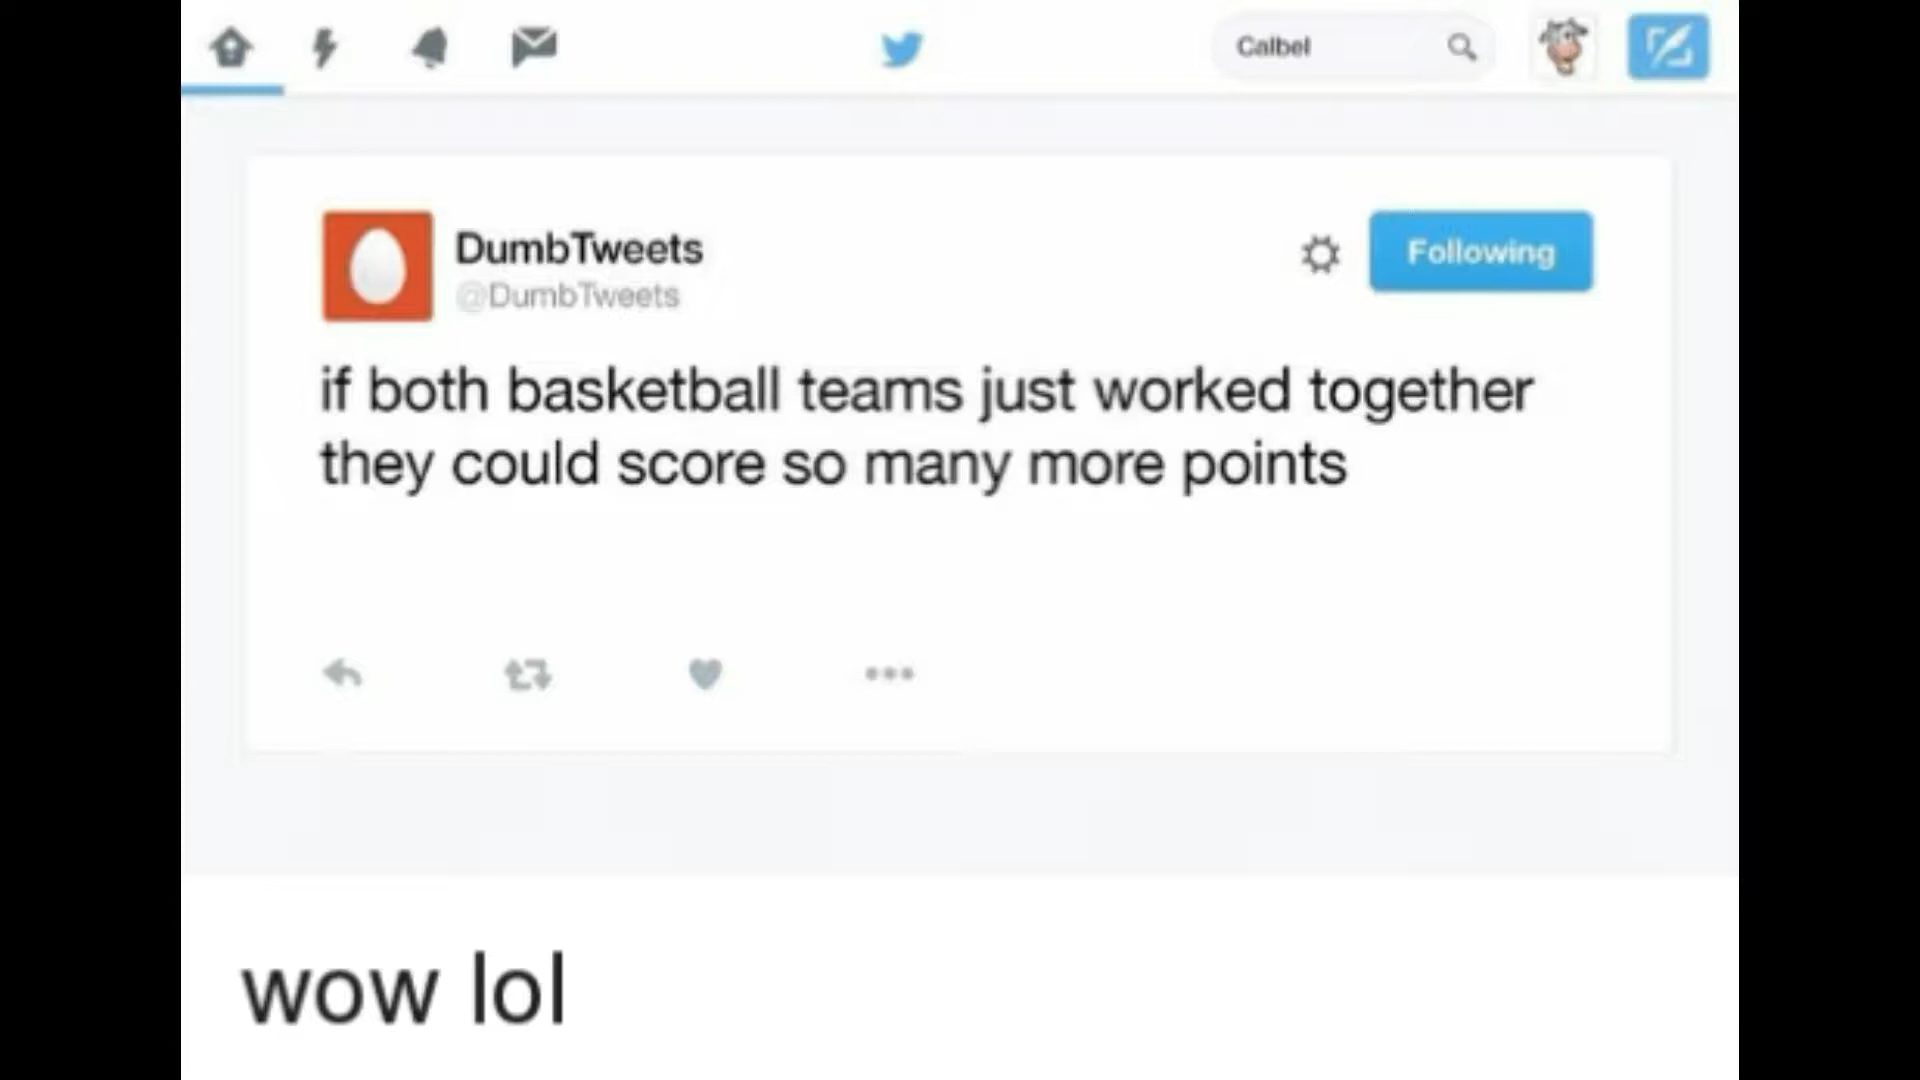 Calbel
DumbTweets
@DumbTweets
Following
if both basketball teams just worked together
they could score so many more points
wow lol